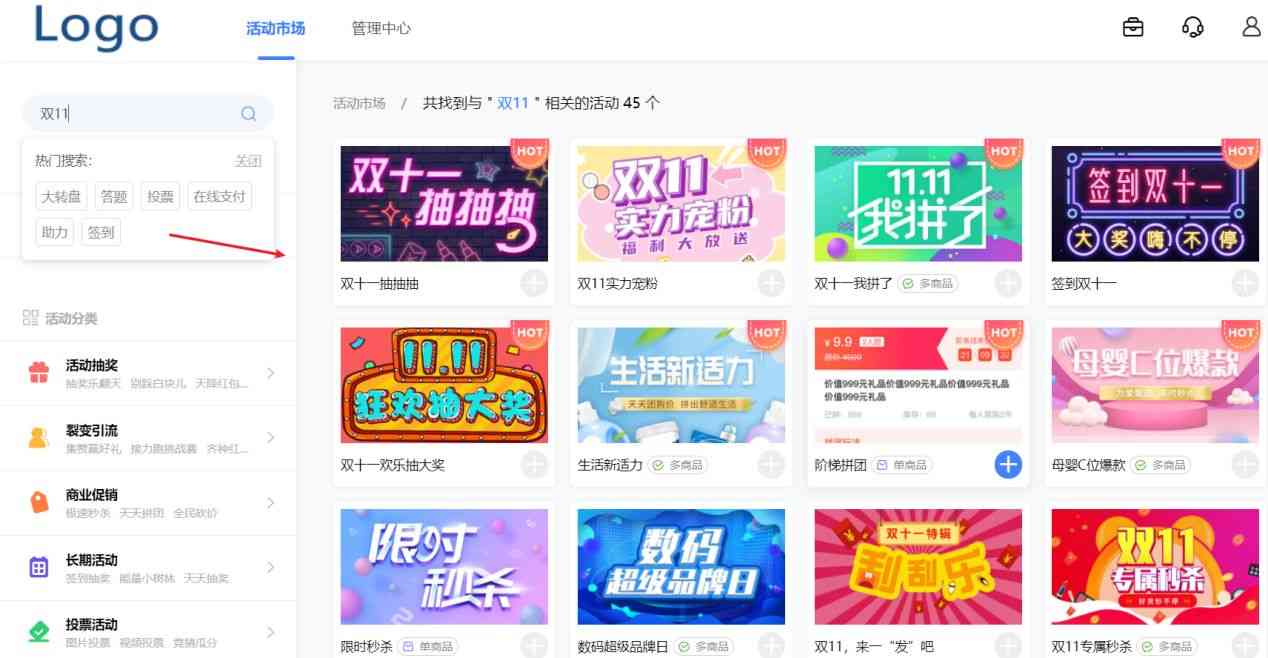 Logo
活动市场
管理中心
双11
热门搜索:
关闭
大转盘 答题 投票 在线支付
助力 签到
活动分类
活动抽奖
抽奖乐翻天 别踩白块儿 天降红包...
裂变引流
集赞赢好礼 接力跑挑战赛 齐种红...
商业促销
极速秒杀 天天拼团 全民砍价
长期活动
签到抽奖 能量小树林 天天抽奖
投票活动
图片投票 视频投票 竞猜瓜分
活动市场 / 共找到与 " 双11 " 相关的活动 45 个
HOT
双十一
抽抽抽
双十一抽抽抽
HOT
双11
实力宠粉
福利大放送
双11实力宠粉
HOT
11.11
我拼了
双十一我拼了 多商品
HOT
签到双十一
大奖嗨不停
签到双十一
HOT
11.11
狂欢抽大奖
双十一欢乐抽大奖
HOT
生活新适力
天天团购价 拼出舒适生活
生活新适力 多商品
HOT
¥9.9 2人团
21 09 32
价值999元礼品价值999元礼品价值999元礼品
价值999元礼品
阶梯拼团 单商品
HOT
母婴C位爆款
母婴C位爆款 多商品
限时
秒杀
限时秒杀 单商品
数码
超级品牌日
数码超级品牌日 多商品
双十一特辑
刮刮乐
双11，来一“发”吧
双11
专属秒杀
双11专属秒杀 多商品